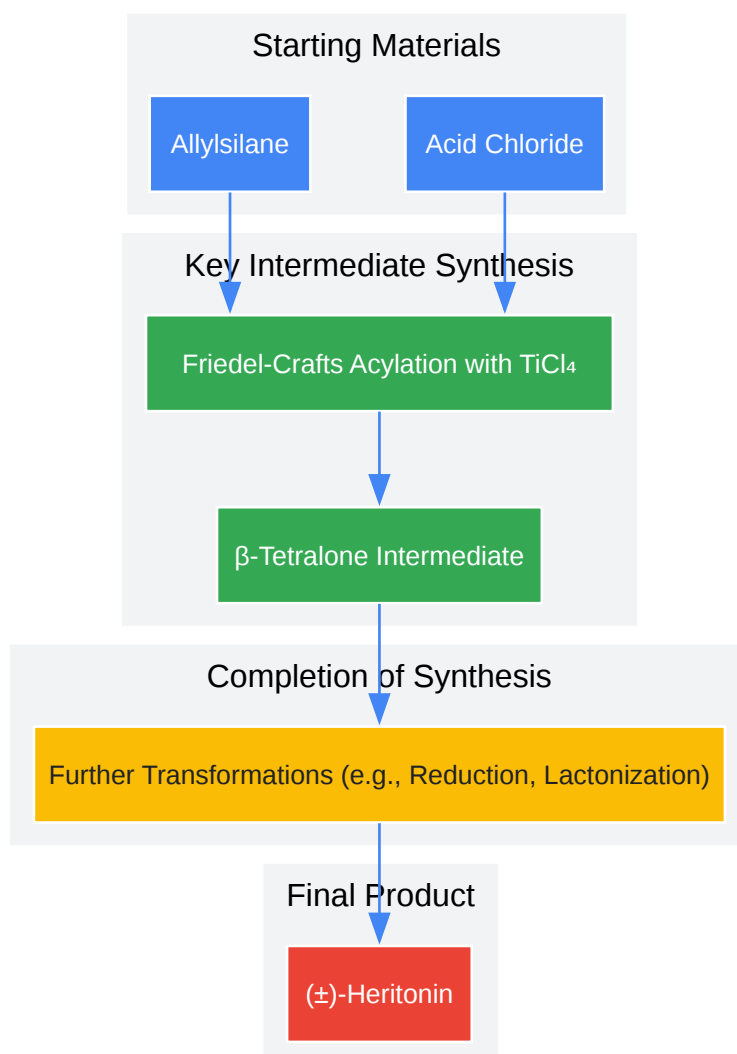 Starting Materials
Allylsilane
Acid Chloride
Key Intermediate Synthesis
Friedel-Crafts Acylation with TiCl₄
β-Tetralone Intermediate
Completion of Synthesis
Further Transformations (e.g., Reduction, Lactonization)
Final Product
(±)-Heritonin